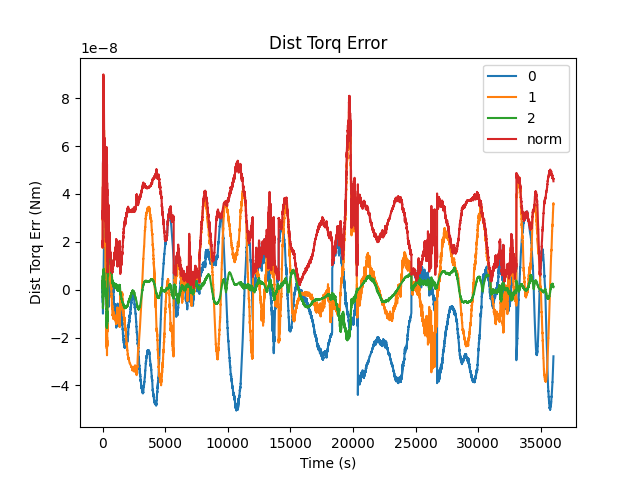 Dist Torq Error
1e−8
Dist Torq Err (Nm)
8
6
4
2
0
−2
−4
0
1
2
norm
0 5000 10000 15000 20000 25000 30000 35000
Time (s)